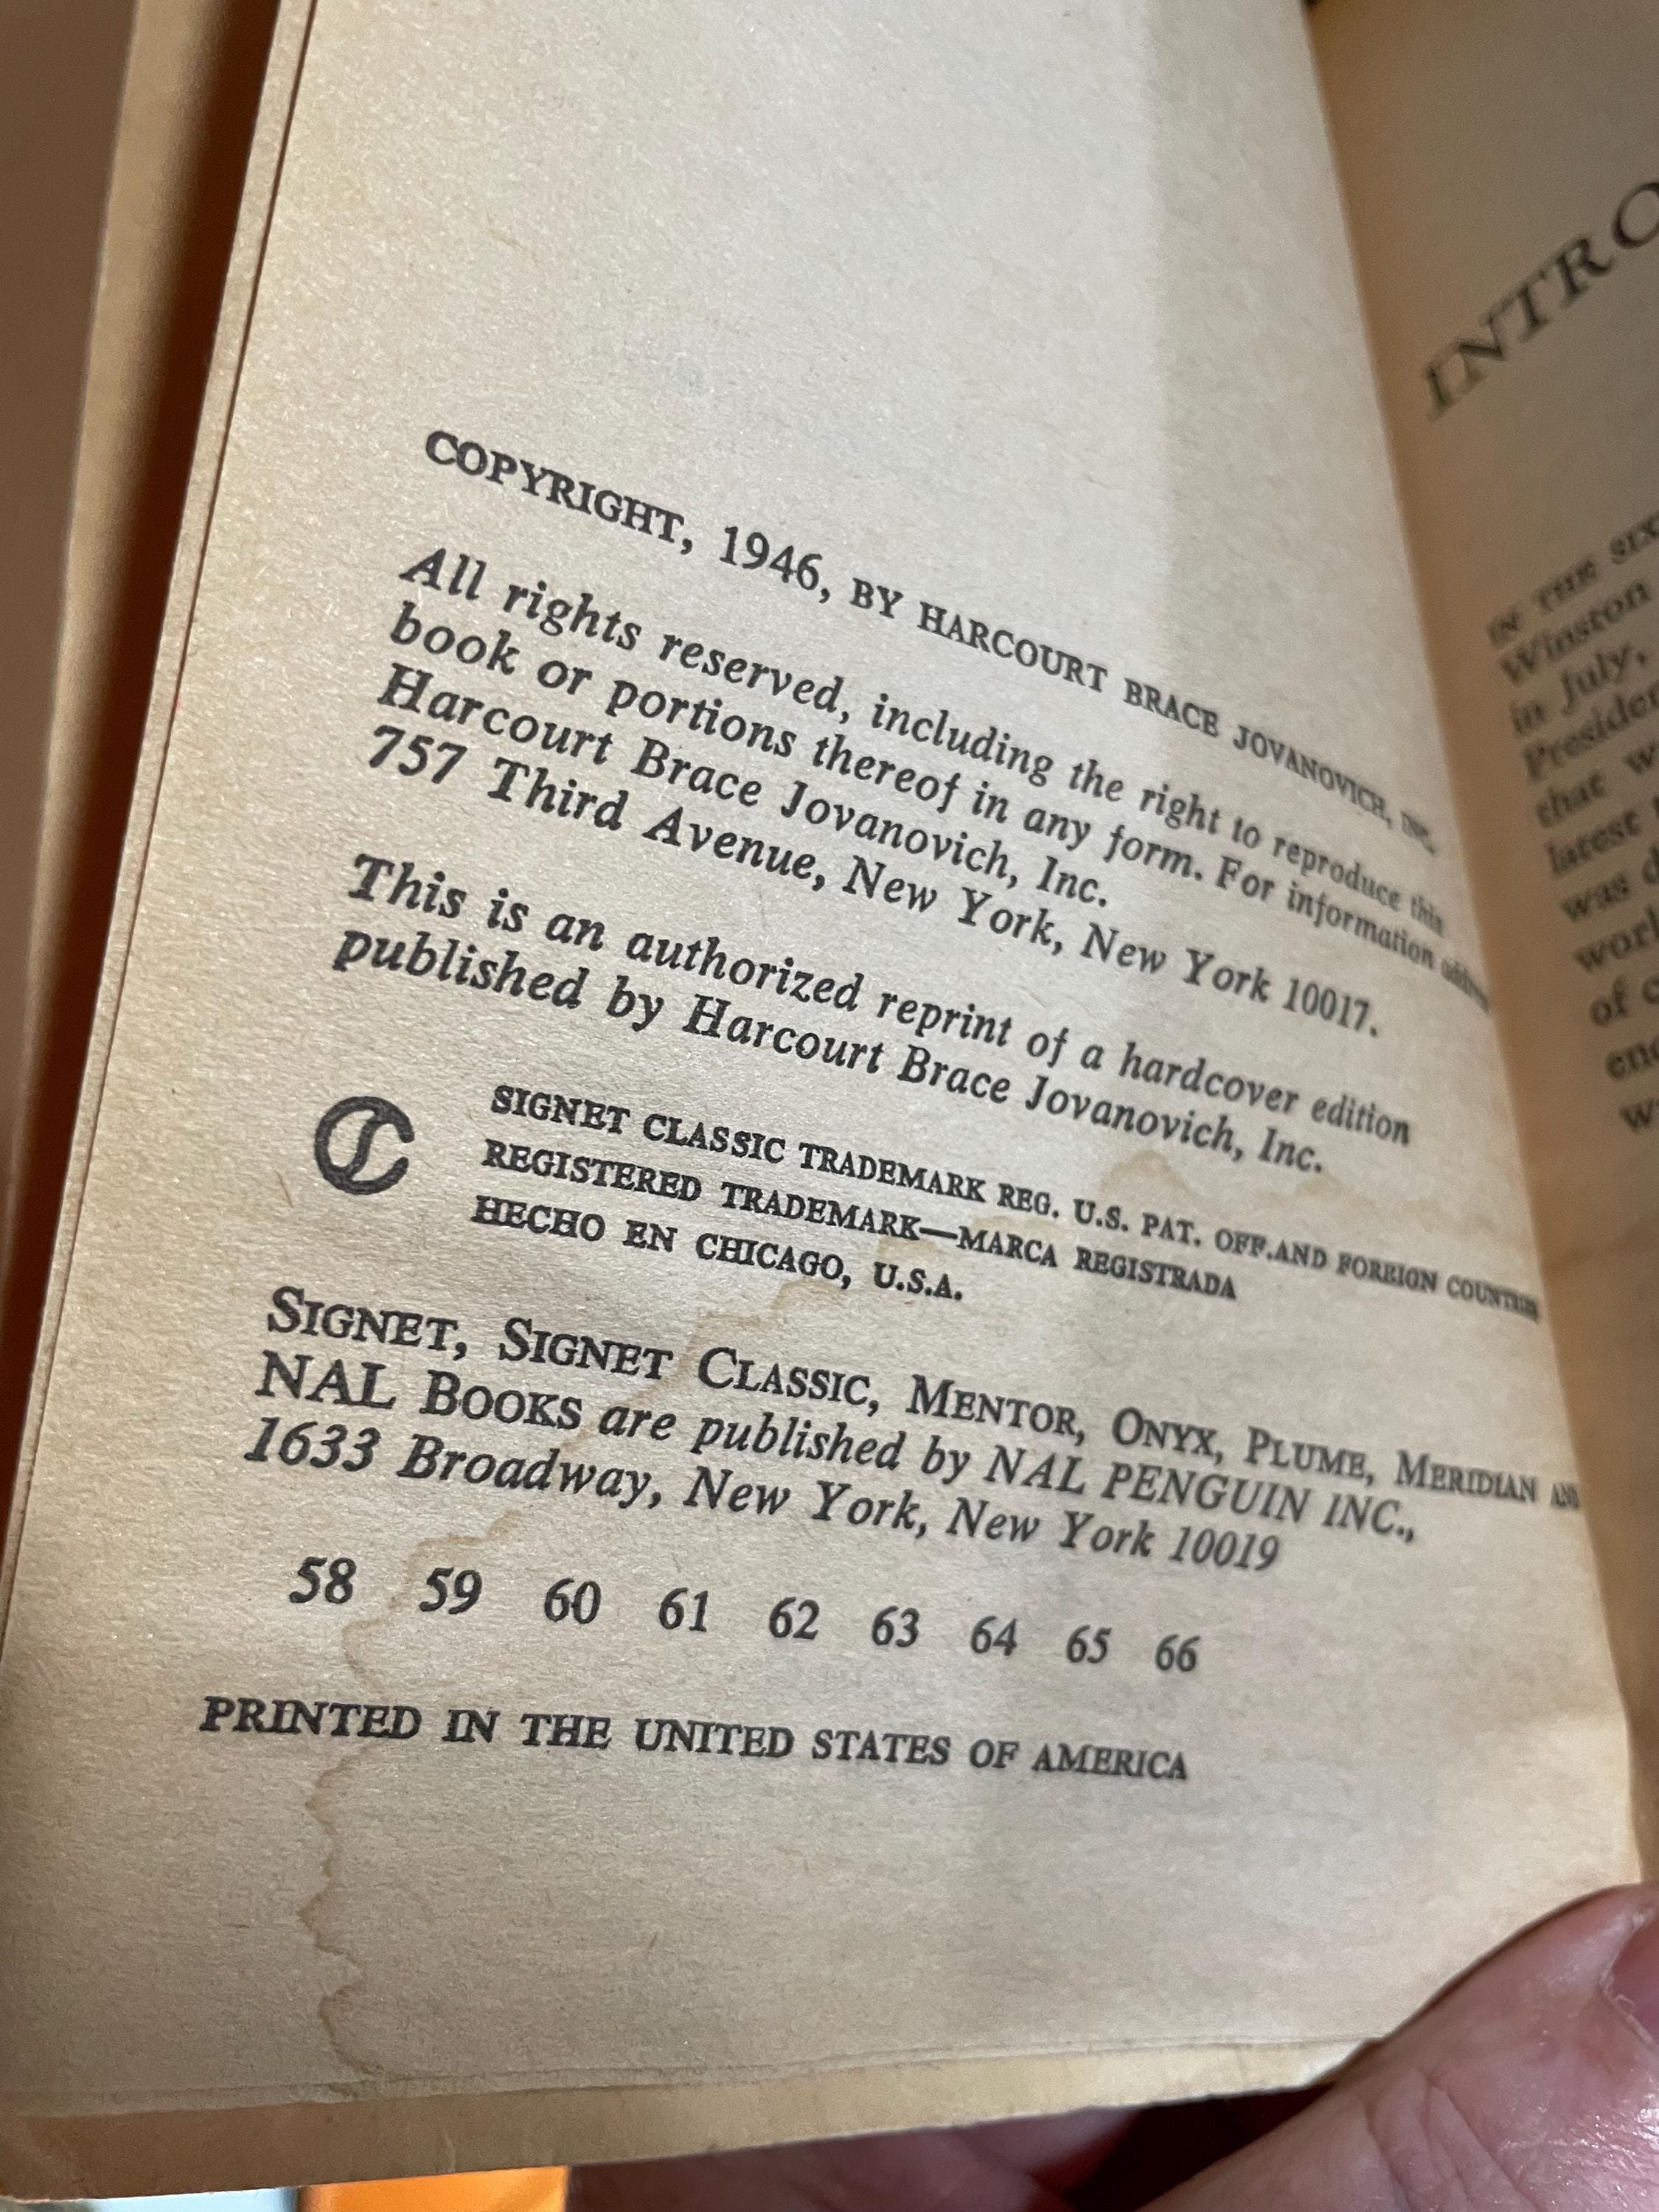 COPYRIGHT, 1946, BY HARCOURT BRACE JOVANOVICH, INC.
All rights reserved, including the right to reproduce this
book or portions thereof in any form. For information address
Harcourt Brace Jovanovich, Inc.
757 Third Avenue, New York, New York 10017.
This is an authorized reprint of a hardcover edition
published by Harcourt Brace Jovanovich, Inc.
SIGNET CLASSIC TRADEMARK REG. U.S. PAT. OFF.AND FOREIGN COUNTRIES
REGISTERED TRADEMARK—MARCA REGISTRADA
HECHO EN CHICAGO, U.S.A.
SIGNET, SIGNET CLASSIC, MENTOR, ONYX, PLUME, MERIDIAN AND
NAL BOOKS are published by NAL PENGUIN INC.,
1633 Broadway, New York, New York 10019
58 59 60 61 62 63 64 65 66
PRINTED IN THE UNITED STATES OF AMERICA
INTRO
IN THE SIX
Winston
in July,
Presiden
that w
latest
was d
worl
of c
enc
w